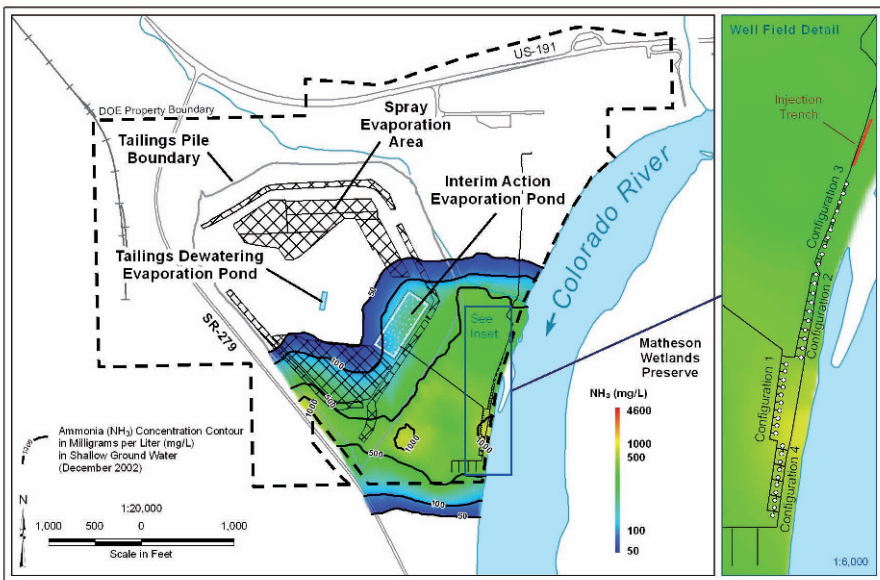 US-191
DOE Property Boundary
Spray
Evaporation
Area
Tailings Pile
Boundary
Interim Action
Evaporation Pond
Colorado River
Tailings Dewatering
Evaporation Pond
50
SR-279
100
See
Inset
Matheson
Wetlands
Preserve
500
1000
1000
1000
500
100
50
NH₃ (mg/L)
4600
1000
500
100
50
1000
Ammonia (NH₃) Concentration Contour
in Milligrams per Liter (mg/L)
in Shallow Ground Water
(December 2002)
N
1:20,000
1,000 500 0 1,000
Scale in Feet
Well Field Detail
Injection
Trench
Configuration 3
Configuration 2
Configuration 1
Configuration 4
1:6,000